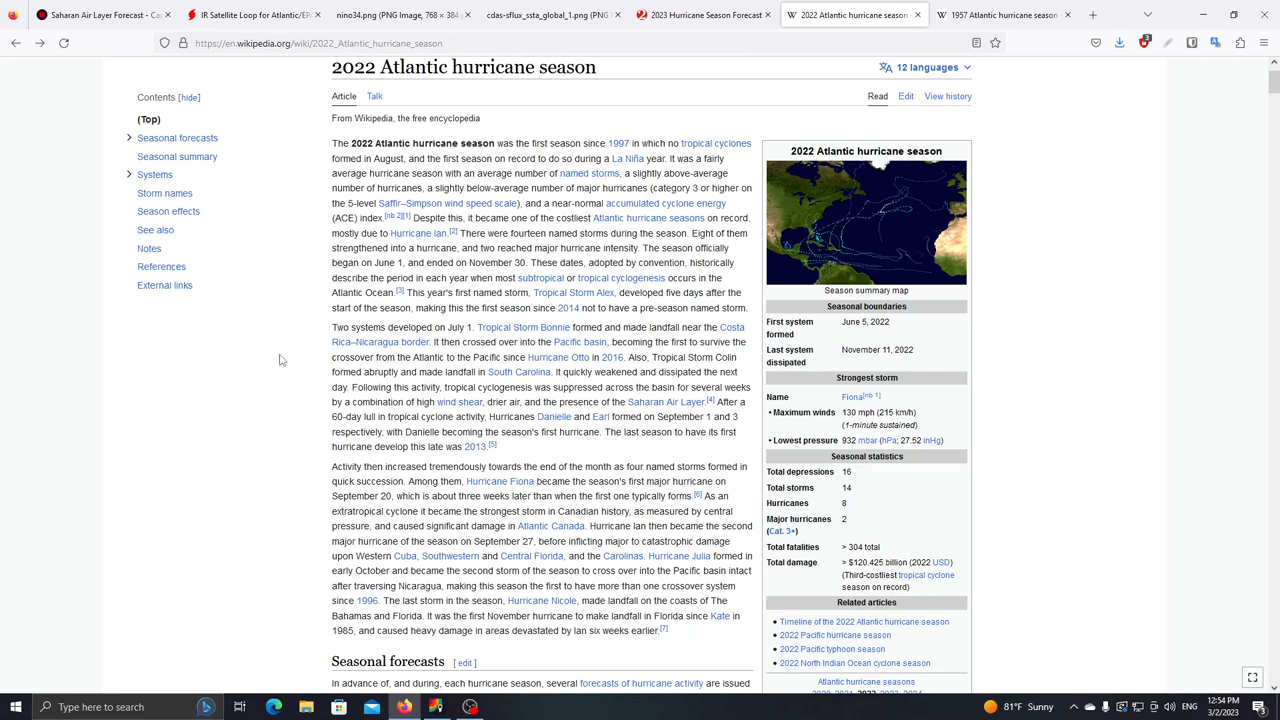 Saharan Air Layer Forecast - Ca
IR Satellite Loop for Atlantic/EP
nino34.png (PNG Image, 768 × 384
cdas-sflux_ssta_global_1.png (PNG
2023 Hurricane Season Forecast
2022 Atlantic hurricane season -
1957 Atlantic hurricane season -
https://en.wikipedia.org/wiki/2022_Atlantic_hurricane_season
3
2022 Atlantic hurricane season
12 languages
Contents [hide]
(Top)
Seasonal forecasts
Seasonal summary
Systems
Storm names
Season effects
See also
Notes
References
External links
Article Talk
Read Edit View history
From Wikipedia, the free encyclopedia
The 2022 Atlantic hurricane season was the first season since 1997 in which no tropical cyclones
formed in August, and the first season on record to do so during a La Niña year. It was a fairly
average hurricane season with an average number of named storms, a slightly above-average
number of hurricanes, a slightly below-average number of major hurricanes (category 3 or higher on
the 5-level Saffir–Simpson wind speed scale), and a near-normal accumulated cyclone energy
(ACE) index.[nb 2][1] Despite this, it became one of the costliest Atlantic hurricane seasons on record,
mostly due to Hurricane Ian.[2] There were fourteen named storms during the season. Eight of them
strengthened into a hurricane, and two reached major hurricane intensity. The season officially
began on June 1, and ended on November 30. These dates, adopted by convention, historically
describe the period in each year when most subtropical or tropical cyclogenesis occurs in the
Atlantic Ocean.[3] This year's first named storm, Tropical Storm Alex, developed five days after the
start of the season, making this the first season since 2014 not to have a pre-season named storm.
Two systems developed on July 1. Tropical Storm Bonnie formed and made landfall near the Costa
Rica–Nicaragua border. It then crossed over into the Pacific basin, becoming the first to survive the
crossover from the Atlantic to the Pacific since Hurricane Otto in 2016. Also, Tropical Storm Colin
formed abruptly and made landfall in South Carolina. It quickly weakened and dissipated the next
day. Following this activity, tropical cyclogenesis was suppressed across the basin for several weeks
by a combination of high wind shear, drier air, and the presence of the Saharan Air Layer.[4] After a
60-day lull in tropical cyclone activity, Hurricanes Danielle and Earl formed on September 1 and 3
respectively, with Danielle becoming the season's first hurricane. The last season to have its first
hurricane develop this late was 2013.[5]
Activity then increased tremendously towards the end of the month as four named storms formed in
quick succession. Among them, Hurricane Fiona became the season's first major hurricane on
September 20, which is about three weeks later than when the first one typically forms.[6] As an
extratropical cyclone it became the strongest storm in Canadian history, as measured by central
pressure, and caused significant damage in Atlantic Canada. Hurricane Ian then became the second
major hurricane of the season on September 27, before inflicting major to catastrophic damage
upon Western Cuba, Southwestern and Central Florida, and the Carolinas. Hurricane Julia formed in
early October and became the second storm of the season to cross over into the Pacific basin intact
after traversing Nicaragua, making this season the first to have more than one crossover system
since 1996. The last storm in the season, Hurricane Nicole, made landfall on the coasts of The
Bahamas and Florida. It was the first November hurricane to make landfall in Florida since Kate in
1985, and caused heavy damage in areas devastated by Ian six weeks earlier.[7]
Seasonal forecasts [ edit ]
In advance of, and during, each hurricane season, several forecasts of hurricane activity are issued
2022 Atlantic hurricane season
Season summary map
Seasonal boundaries
First system June 5, 2022
formed
Last system November 11, 2022
dissipated
Strongest storm
Name Fiona[nb 1]
• Maximum winds 130 mph (215 km/h)
(1-minute sustained)
• Lowest pressure 932 mbar (hPa; 27.52 inHg)
Seasonal statistics
Total depressions 16
Total storms 14
Hurricanes 8
Major hurricanes 2
(Cat. 3+)
Total fatalities > 304 total
Total damage > $120.425 billion (2022 USD)
(Third-costliest tropical cyclone
season on record)
Related articles
• Timeline of the 2022 Atlantic hurricane season
• 2022 Pacific hurricane season
• 2022 Pacific typhoon season
• 2022 North Indian Ocean cyclone season
Atlantic hurricane seasons
2020, 2021, 2022, 2023, 2024
Type here to search
81°F Sunny
12:54 PM
3/2/2023
3